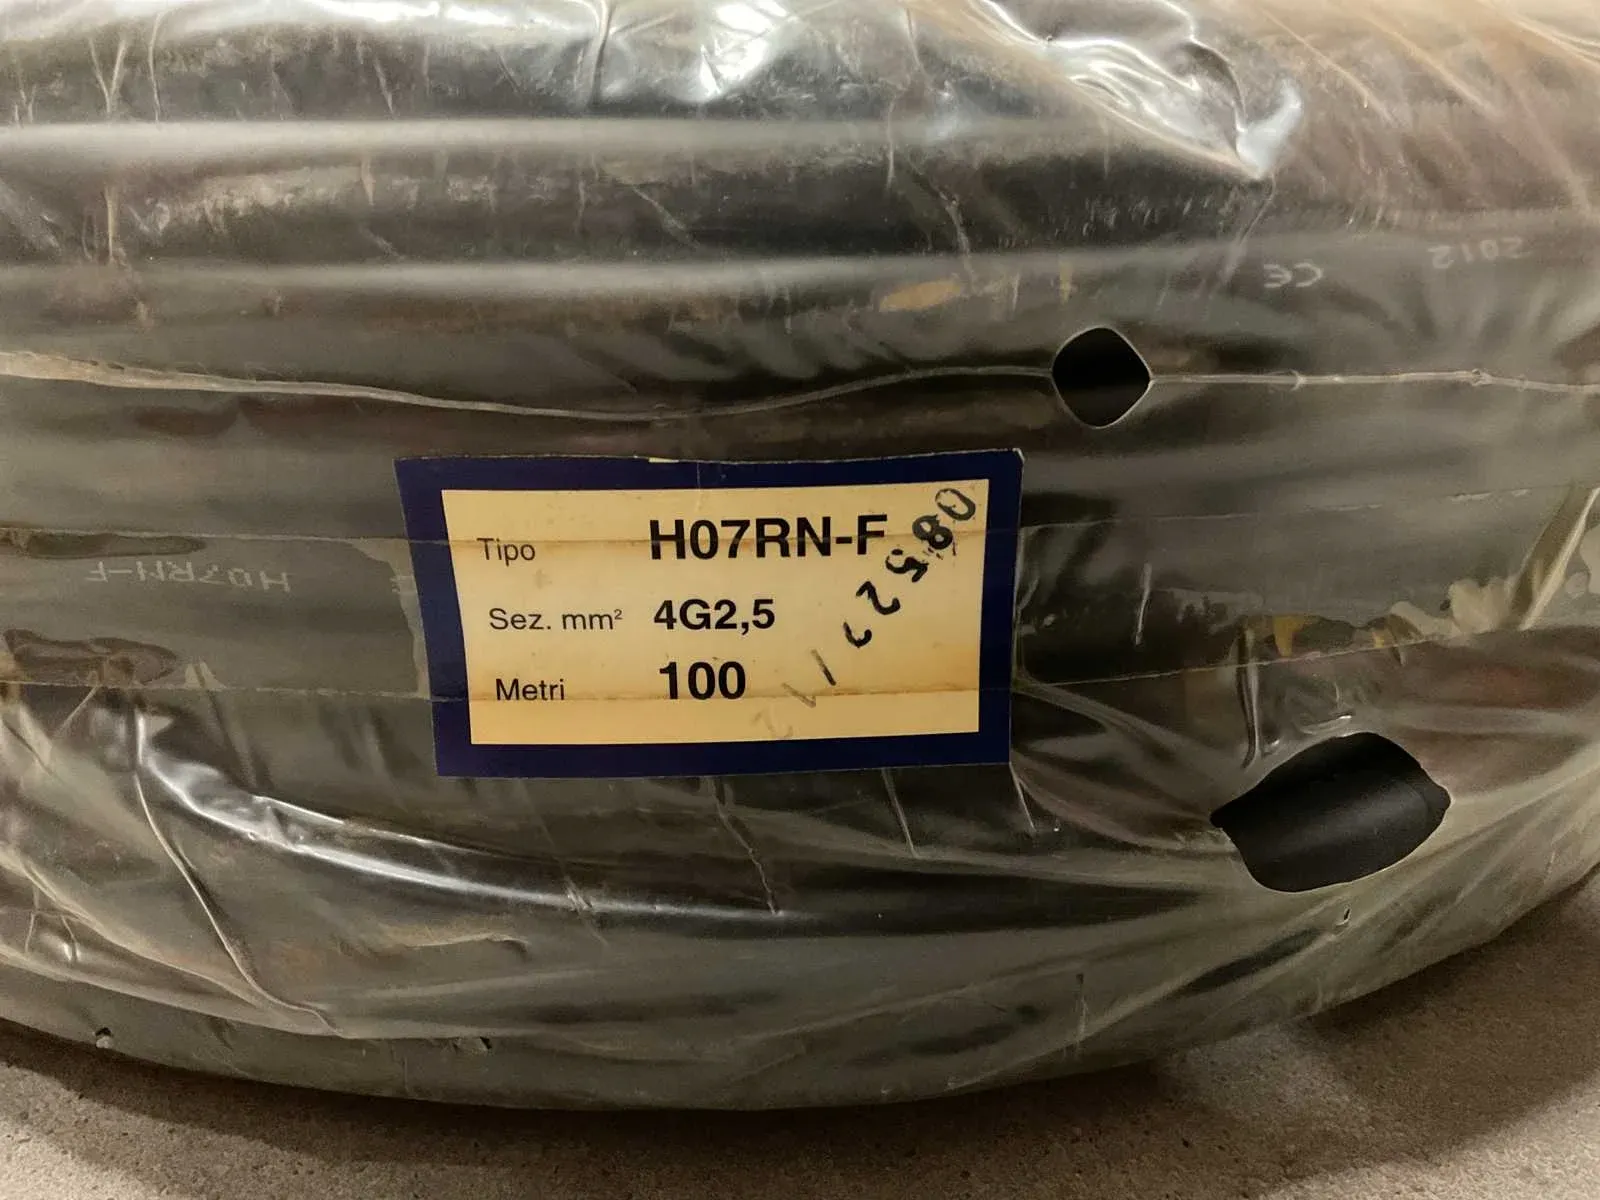 CE 2012
H07RN-F
Tipo H07RN-F
Sez. mm² 4G2,5
Metri 100